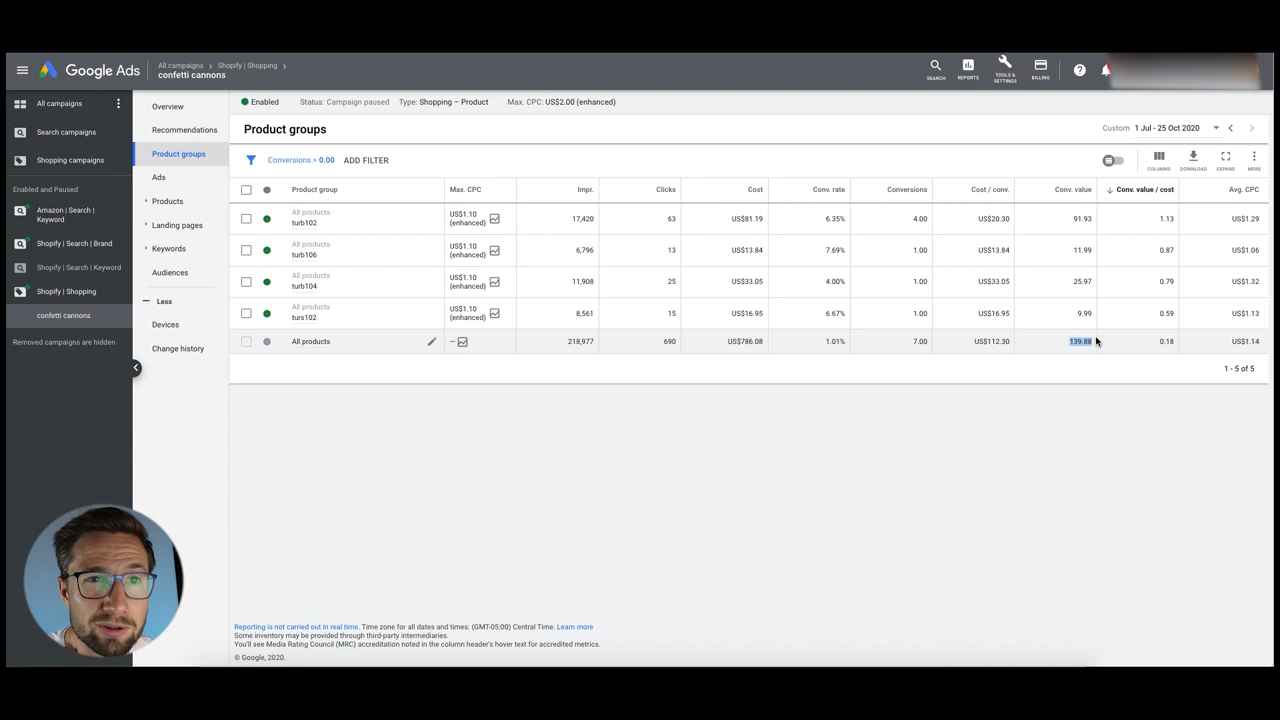 Google Ads
All campaigns > Shopify | Shopping >
confetti cannons
SEARCH
REPORTS
TOOLS &
SETTINGS
BILLING
All campaigns
Search campaigns
Shopping campaigns
Enabled and Paused
Amazon | Search |
Keyword
Shopify | Search | Brand
Shopify | Search | Keyword
Shopify | Shopping
confetti cannons
Removed campaigns are hidden
Overview
Recommendations
Product groups
Ads
Products
Landing pages
Keywords
Audiences
Less
Devices
Change history
Enabled Status: Campaign paused Type: Shopping – Product Max. CPC: US$2.00 (enhanced)
Product groups
Custom 1 Jul - 25 Oct 2020
Conversions > 0.00 ADD FILTER
COLUMNS
DOWNLOAD
EXPAND
MORE
Product group Max. CPC Impr. Clicks Cost Conv. rate Conversions Cost / conv. Conv. value Conv. value / cost Avg. CPC
All products
turb102 US$1.10
(enhanced) 17,420 63 US$81.19 6.35% 4.00 US$20.30 91.93 1.13 US$1.29
All products
turb106 US$1.10
(enhanced) 6,796 13 US$13.84 7.69% 1.00 US$13.84 11.99 0.87 US$1.06
All products
turb104 US$1.10
(enhanced) 11,908 25 US$33.05 4.00% 1.00 US$33.05 25.97 0.79 US$1.32
All products
turs102 US$1.10
(enhanced) 8,561 15 US$16.95 6.67% 1.00 US$16.95 9.99 0.59 US$1.13
All products – 218,977 690 US$786.08 1.01% 7.00 US$112.30 139.88 0.18 US$1.14
1 - 5 of 5
Reporting is not carried out in real time. Time zone for all dates and times: (GMT-05:00) Central Time. Learn more
Some inventory may be provided through third-party intermediaries.
You'll see Media Rating Council (MRC) accreditation noted in the column header's hover text for accredited metrics.
© Google, 2020.